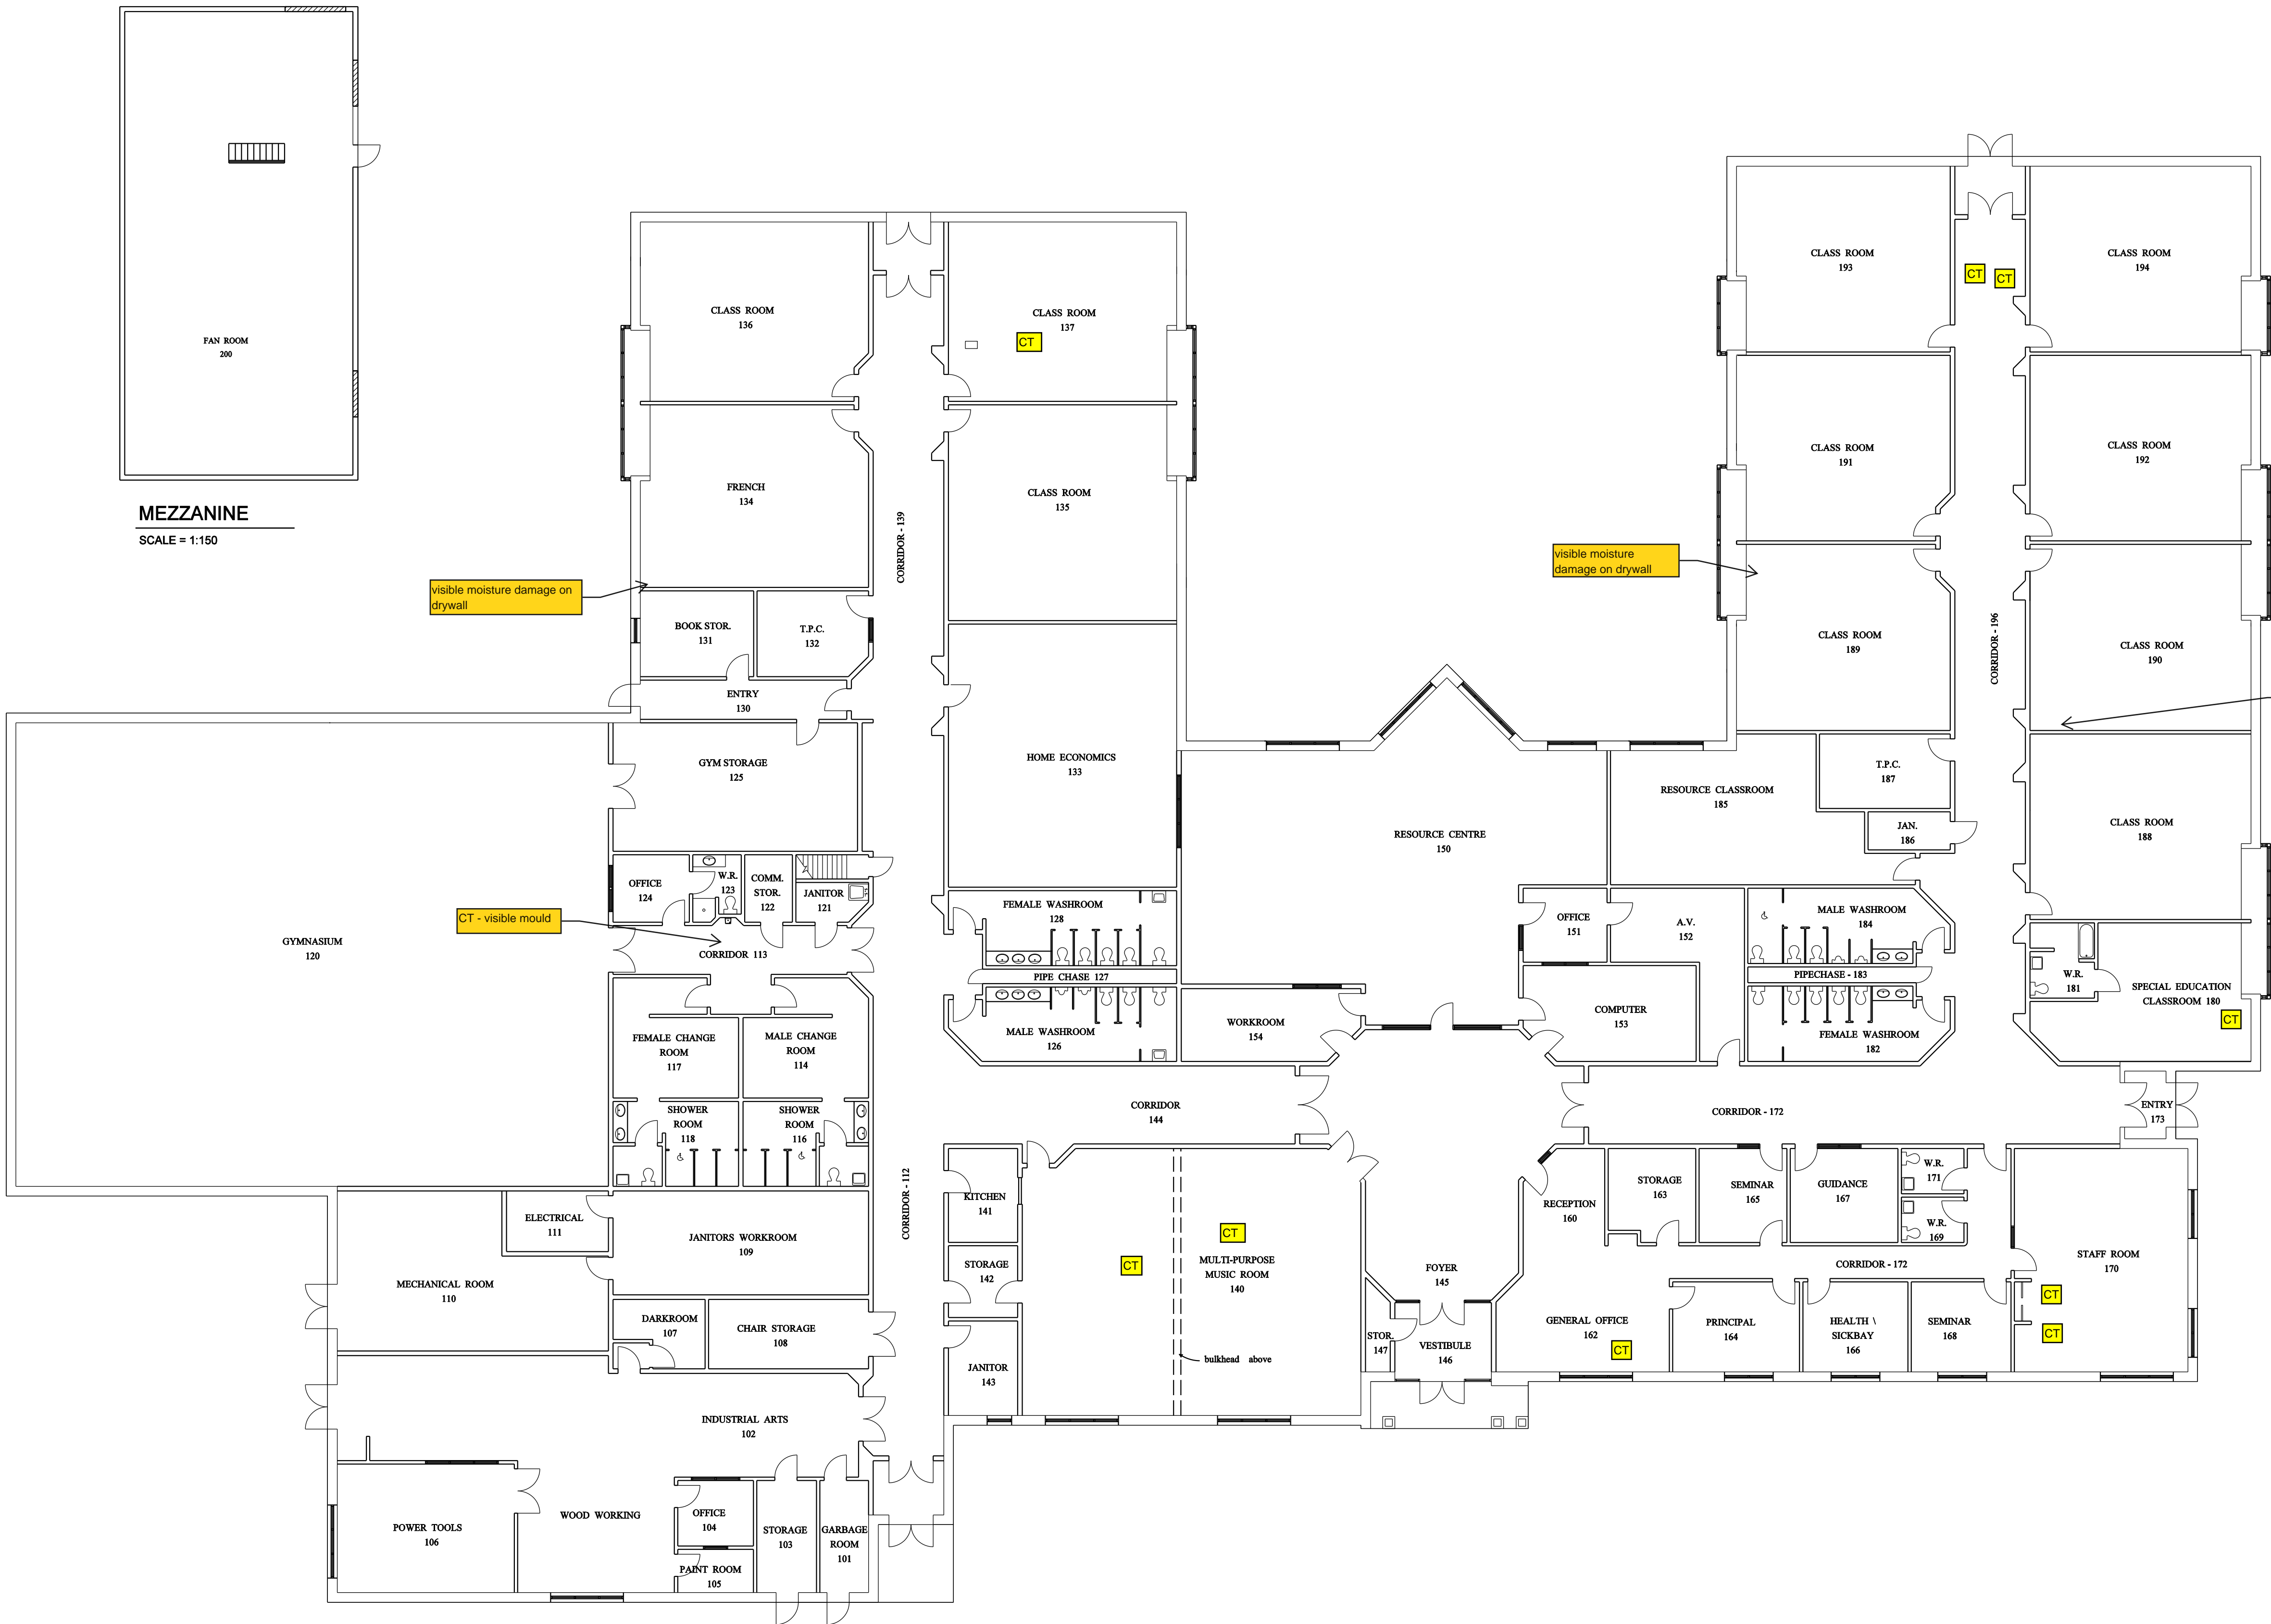 FAN ROOM
200
MEZZANINE
SCALE = 1:150
CLASS ROOM
136
CLASS ROOM
137
CT
FRENCH
134
CLASS ROOM
135
CORRIDOR - 139
visible moisture damage on
drywall
BOOK STOR.
131
T.P.C.
132
ENTRY
130
HOME ECONOMICS
133
GYM STORAGE
125
GYMNASIUM
120
OFFICE
124
W.R.
123
COMM.
STOR.
122
JANITOR
121
CT - visible mould
CORRIDOR 113
FEMALE WASHROOM
128
PIPE CHASE 127
MALE WASHROOM
126
FEMALE CHANGE
ROOM
117
MALE CHANGE
ROOM
114
SHOWER
ROOM
118
SHOWER
ROOM
116
CORRIDOR - 112
ELECTRICAL
111
JANITORS WORKROOM
109
MECHANICAL ROOM
110
DARKROOM
107
CHAIR STORAGE
108
INDUSTRIAL ARTS
102
POWER TOOLS
106
WOOD WORKING
OFFICE
104
PAINT ROOM
105
STORAGE
103
GARBAGE
ROOM
101
KITCHEN
141
STORAGE
142
JANITOR
143
CT
CT
MULTI-PURPOSE
MUSIC ROOM
140
bulkhead above
CORRIDOR
144
WORKROOM
154
RESOURCE CENTRE
150
OFFICE
151
A.V.
152
COMPUTER
153
FOYER
145
STOR.
147
VESTIBULE
146
CLASS ROOM
193
CT
CT
CLASS ROOM
194
CLASS ROOM
191
CLASS ROOM
192
visible moisture
damage on drywall
CLASS ROOM
189
CORRIDOR - 196
CLASS ROOM
190
RESOURCE CLASSROOM
185
T.P.C.
187
JAN.
186
CLASS ROOM
188
MALE WASHROOM
184
PIPECHASE - 183
FEMALE WASHROOM
182
W.R.
181
SPECIAL EDUCATION
CLASSROOM 180
CT
CORRIDOR - 172
ENTRY
173
RECEPTION
160
STORAGE
163
SEMINAR
165
GUIDANCE
167
W.R.
171
W.R.
169
STAFF ROOM
170
CT
CT
CORRIDOR - 172
GENERAL OFFICE
162
CT
PRINCIPAL
164
HEALTH \
SICKBAY
166
SEMINAR
168